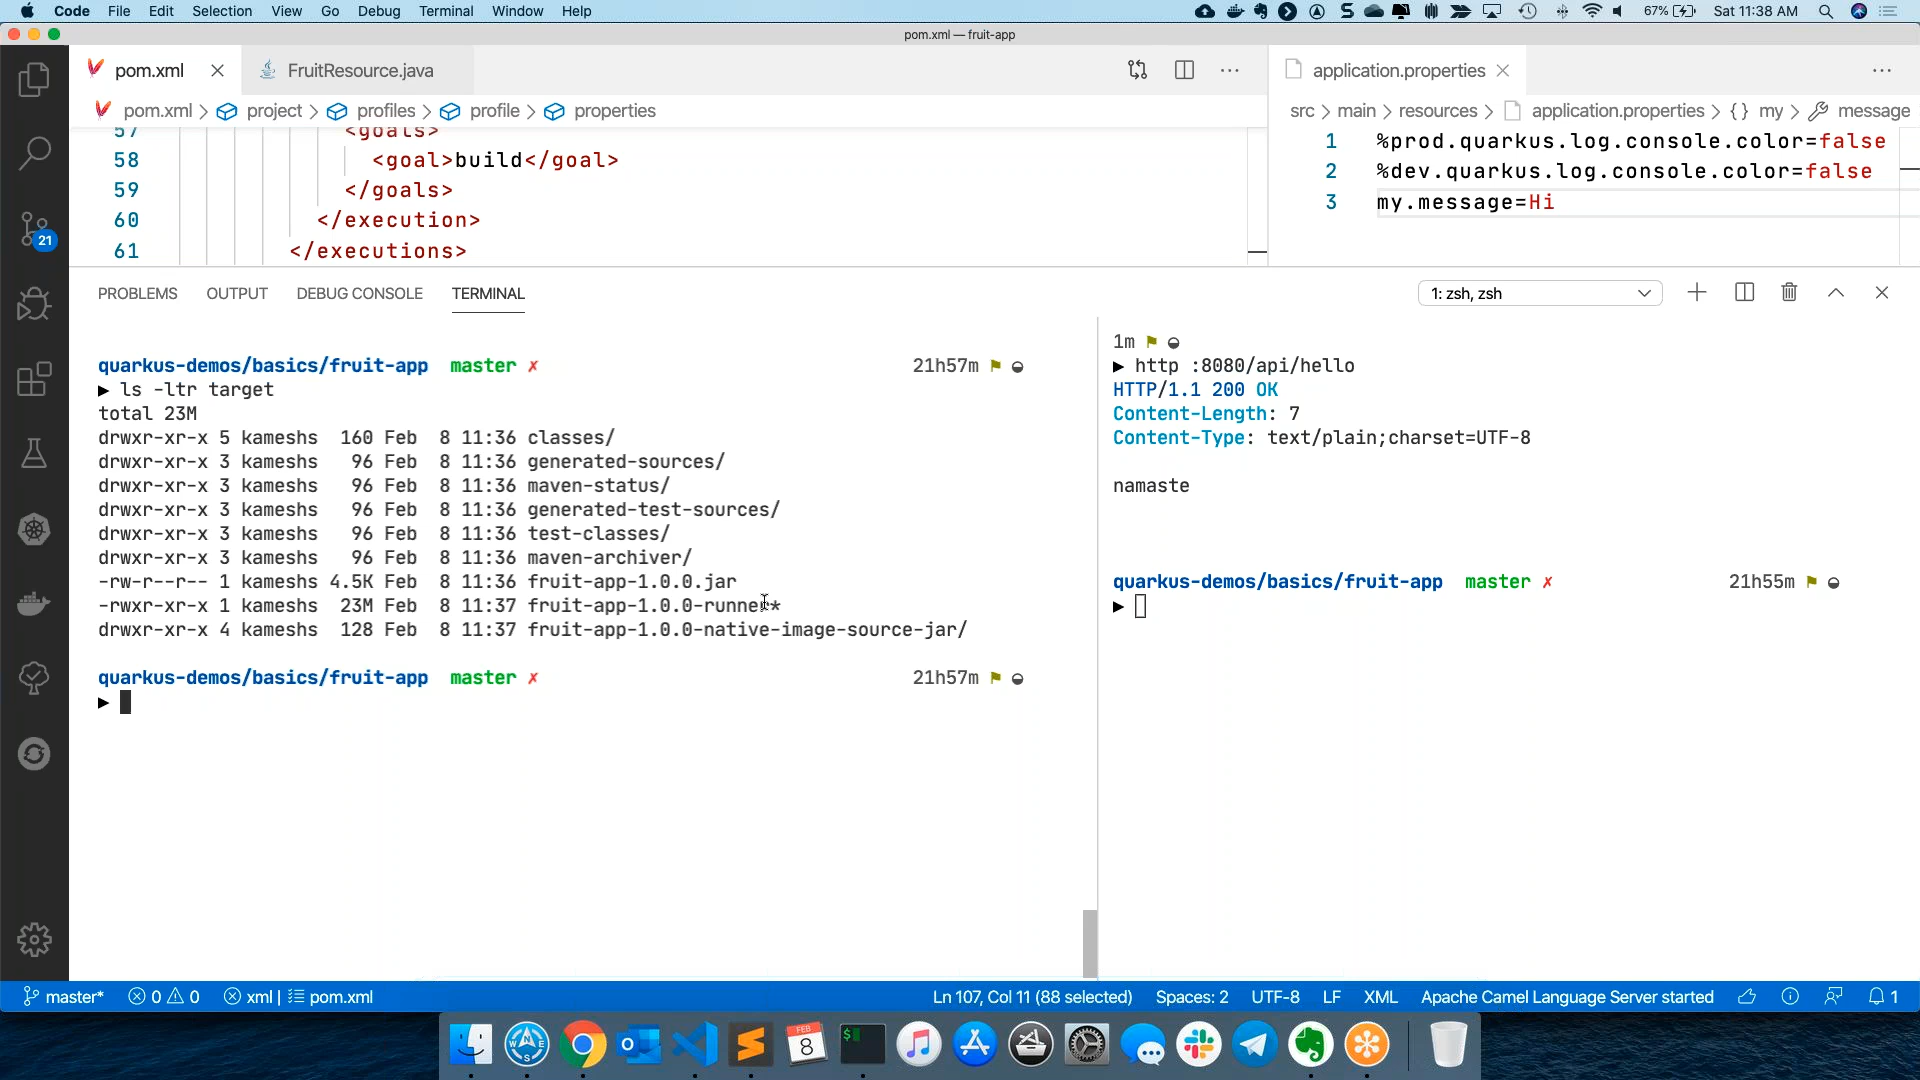 Code File Edit Selection View Go Debug Terminal Window Help 67% Sat 11:38 AM
pom.xml — fruit-app
pom.xml FruitResource.java
pom.xml > project > profiles > profile > properties
57 <goals>
58 <goal>build</goal>
59 </goals>
60 </execution>
61 </executions>
application.properties
src > main > resources > application.properties > {} my > message
1 %prod.quarkus.log.console.color=false
2 %dev.quarkus.log.console.color=false
3 my.message=Hi
21
PROBLEMS OUTPUT DEBUG CONSOLE TERMINAL 1: zsh, zsh
quarkus-demos/basics/fruit-app master ✗ 21h57m
▶ ls -ltr target
total 23M
drwxr-xr-x 5 kameshs 160 Feb 8 11:36 classes/
drwxr-xr-x 3 kameshs 96 Feb 8 11:36 generated-sources/
drwxr-xr-x 3 kameshs 96 Feb 8 11:36 maven-status/
drwxr-xr-x 3 kameshs 96 Feb 8 11:36 generated-test-sources/
drwxr-xr-x 3 kameshs 96 Feb 8 11:36 test-classes/
drwxr-xr-x 3 kameshs 96 Feb 8 11:36 maven-archiver/
-rw-r--r-- 1 kameshs 4.5K Feb 8 11:36 fruit-app-1.0.0.jar
-rwxr-xr-x 1 kameshs 23M Feb 8 11:37 fruit-app-1.0.0-runner*
drwxr-xr-x 4 kameshs 128 Feb 8 11:37 fruit-app-1.0.0-native-image-source-jar/
quarkus-demos/basics/fruit-app master ✗ 21h57m
▶
1m
▶ http :8080/api/hello
HTTP/1.1 200 OK
Content-Length: 7
Content-Type: text/plain;charset=UTF-8
namaste
quarkus-demos/basics/fruit-app master ✗ 21h55m
▶
master* 0 0 xml | pom.xml Ln 107, Col 11 (88 selected) Spaces: 2 UTF-8 LF XML Apache Camel Language Server started 1
FEB
8